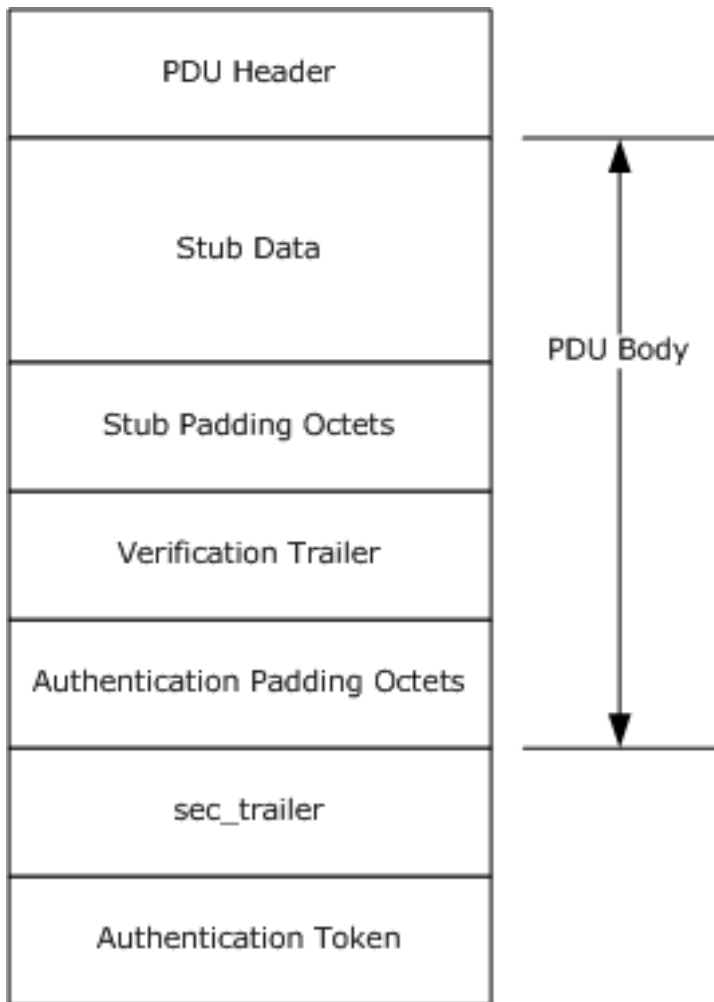 PDU Header
Stub Data
PDU Body
Stub Padding Octets
Verification Trailer
Authentication Padding Octets
sec_trailer
Authentication Token